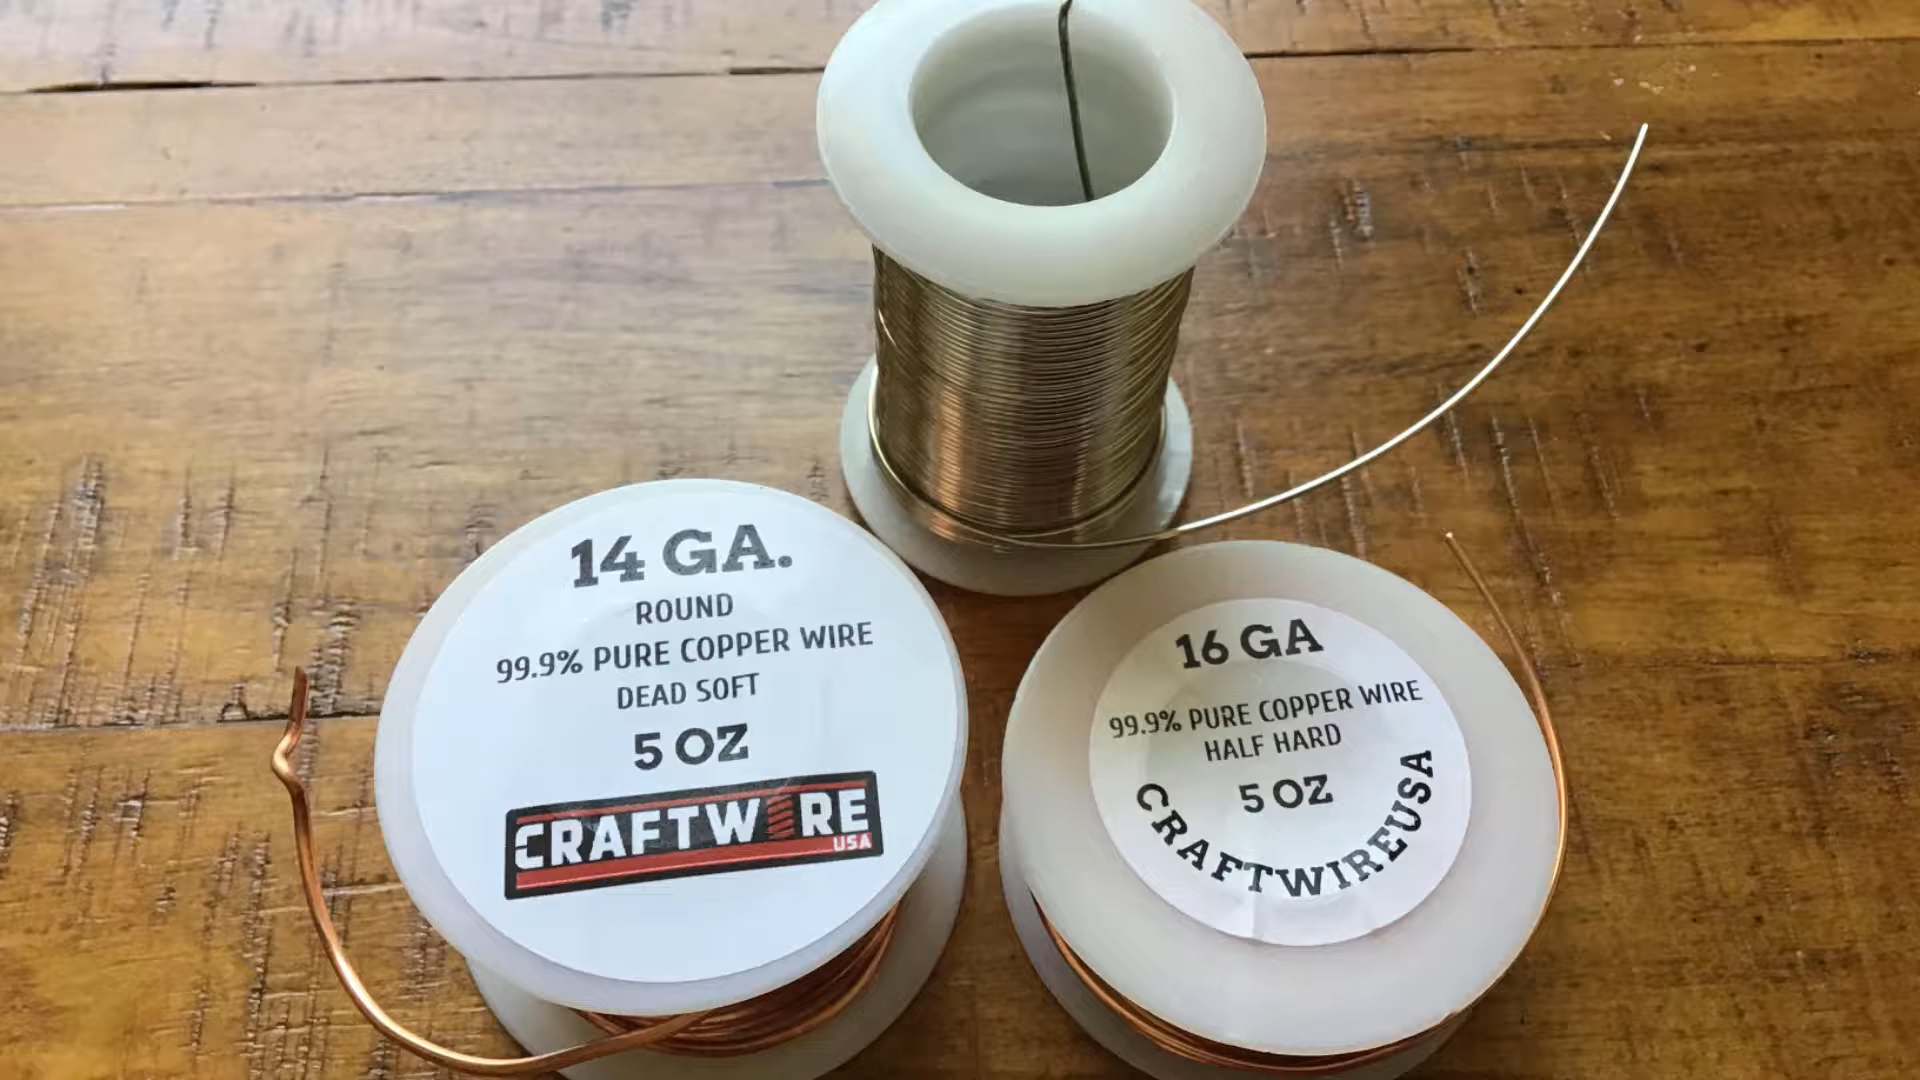 14 GA.
ROUND
99.9% PURE COPPER WIRE
DEAD SOFT
5 OZ
CRAFTWIRE
USA
16 GA
99.9% PURE COPPER WIRE
HALF HARD
5 OZ
CRAFTWIREUSA